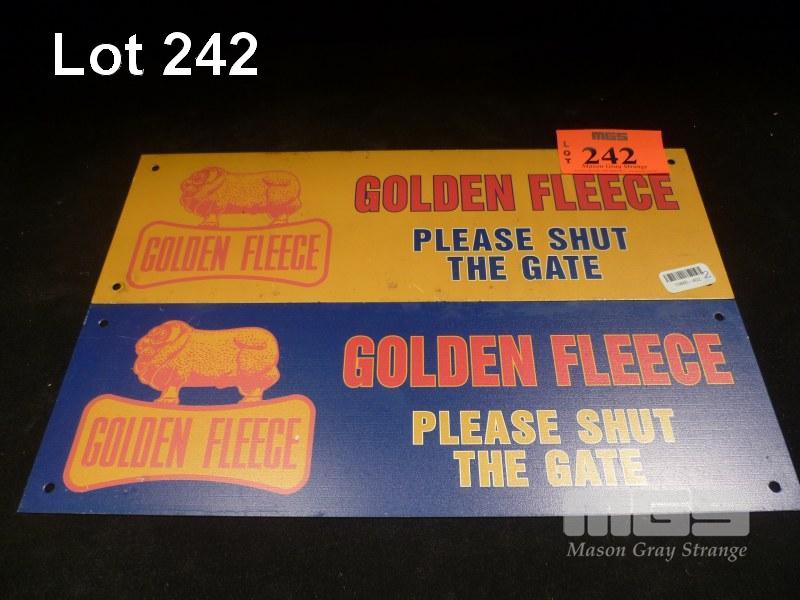 Lot 242
MGS
LOT
242
Mason Gray Strange
GOLDEN FLEECE
GOLDEN FLEECE
PLEASE SHUT
THE GATE
2
GOLDEN FLEECE
GOLDEN FLEECE
PLEASE SHUT
THE GATE
MGS
Mason Gray Strange